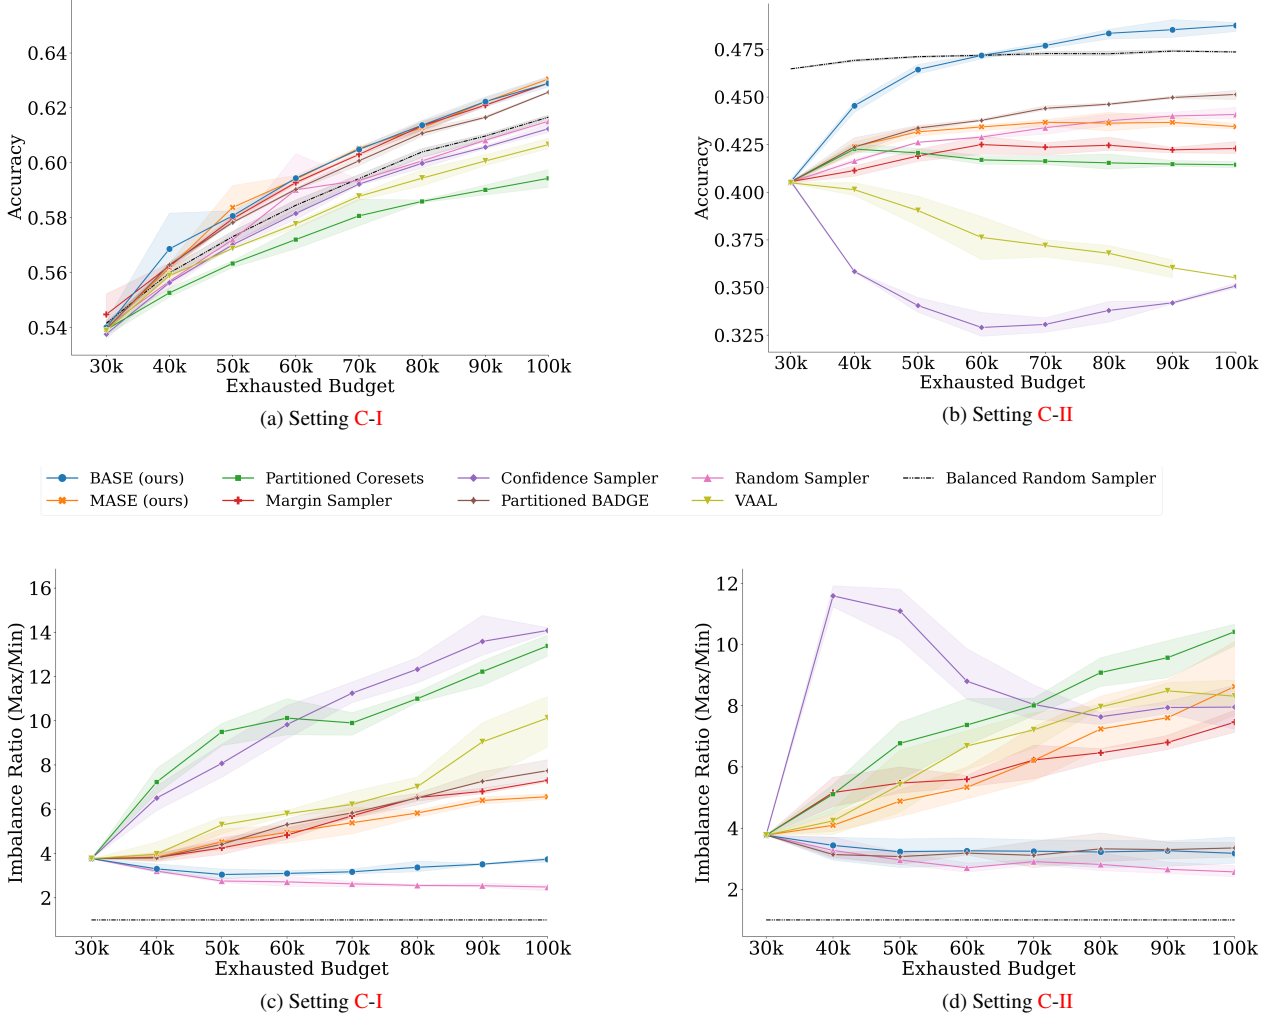 0.64
0.62
0.60
0.58
0.56
0.54
Accuracy
30k 40k 50k 60k 70k 80k 90k 100k
Exhausted Budget
(a) Setting C-I
0.475
0.450
0.425
0.400
0.375
0.350
0.325
Accuracy
30k 40k 50k 60k 70k 80k 90k 100k
Exhausted Budget
(b) Setting C-II
BASE (ours) Partitioned Coresets Confidence Sampler Random Sampler Balanced Random Sampler
MASE (ours) Margin Sampler Partitioned BADGE VAAL
16
14
12
10
8
6
4
2
Imbalance Ratio (Max/Min)
30k 40k 50k 60k 70k 80k 90k 100k
Exhausted Budget
(c) Setting C-I
12
10
8
6
4
2
Imbalance Ratio (Max/Min)
30k 40k 50k 60k 70k 80k 90k 100k
Exhausted Budget
(d) Setting C-II